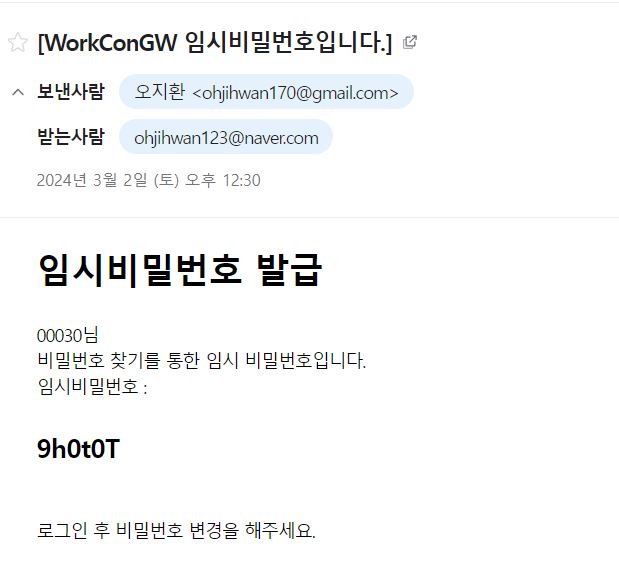 [WorkConGW 임시비밀번호입니다.]
보낸사람 오지환 <ohjihwan170@gmail.com>
받는사람 ohjihwan123@naver.com
2024년 3월 2일 (토) 오후 12:30
임시비밀번호 발급
00030님
비밀번호 찾기를 통한 임시 비밀번호입니다.
임시비밀번호 :
9h0t0T
로그인 후 비밀번호 변경을 해주세요.